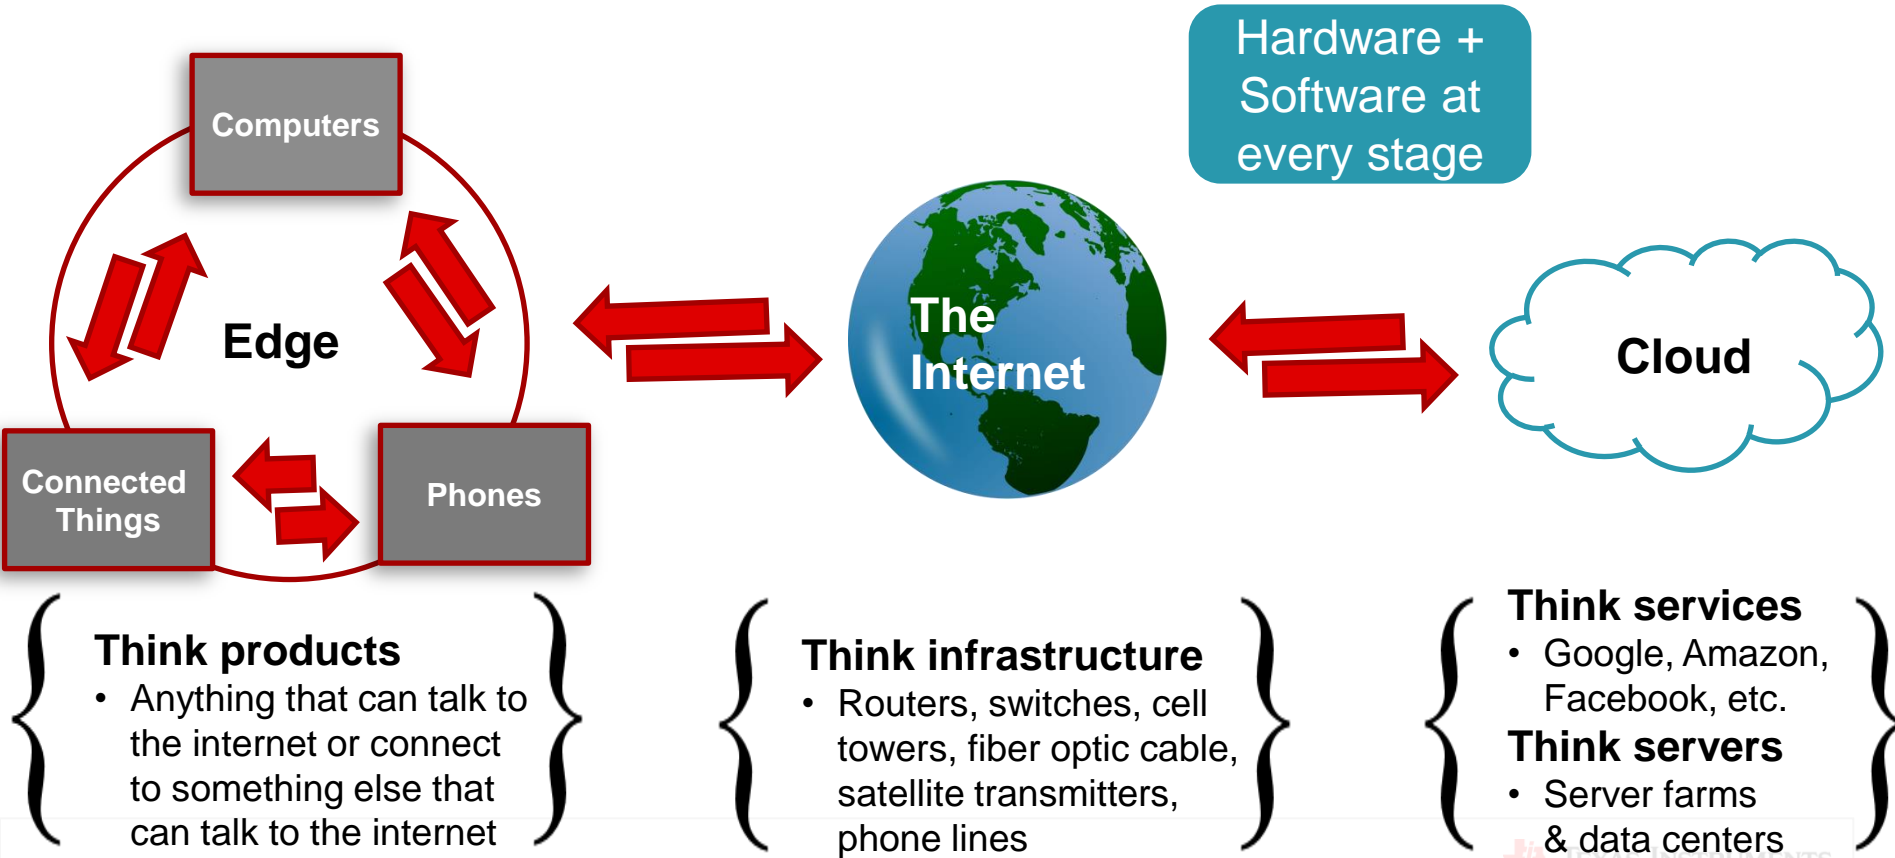 Hardware +
Software at
every stage
Computers
Edge
Connected
Things
Phones
The
Internet
Cloud
Think products
• Anything that can talk to
the internet or connect
to something else that
can talk to the internet
Think infrastructure
• Routers, switches, cell
towers, fiber optic cable,
satellite transmitters,
phone lines
Think services
• Google, Amazon,
Facebook, etc.
Think servers
• Server farms
& data centers
TEXAS INSTRUMENTS